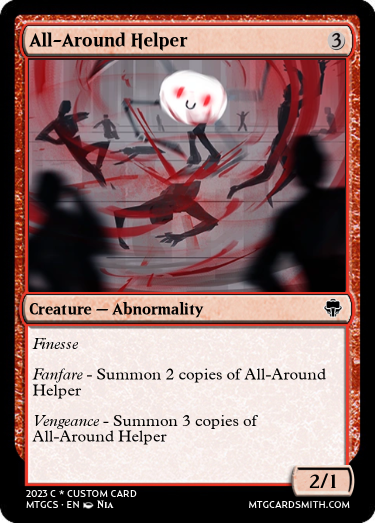 All-Around Helper 3
Creature — Abnormality
Finesse
Fanfare - Summon 2 copies of All-Around
Helper
Vengeance - Summon 3 copies of
All-Around Helper
2/1
2023 C * CUSTOM CARD
MTGCS · EN NIA
MTGCARDSMITH.COM